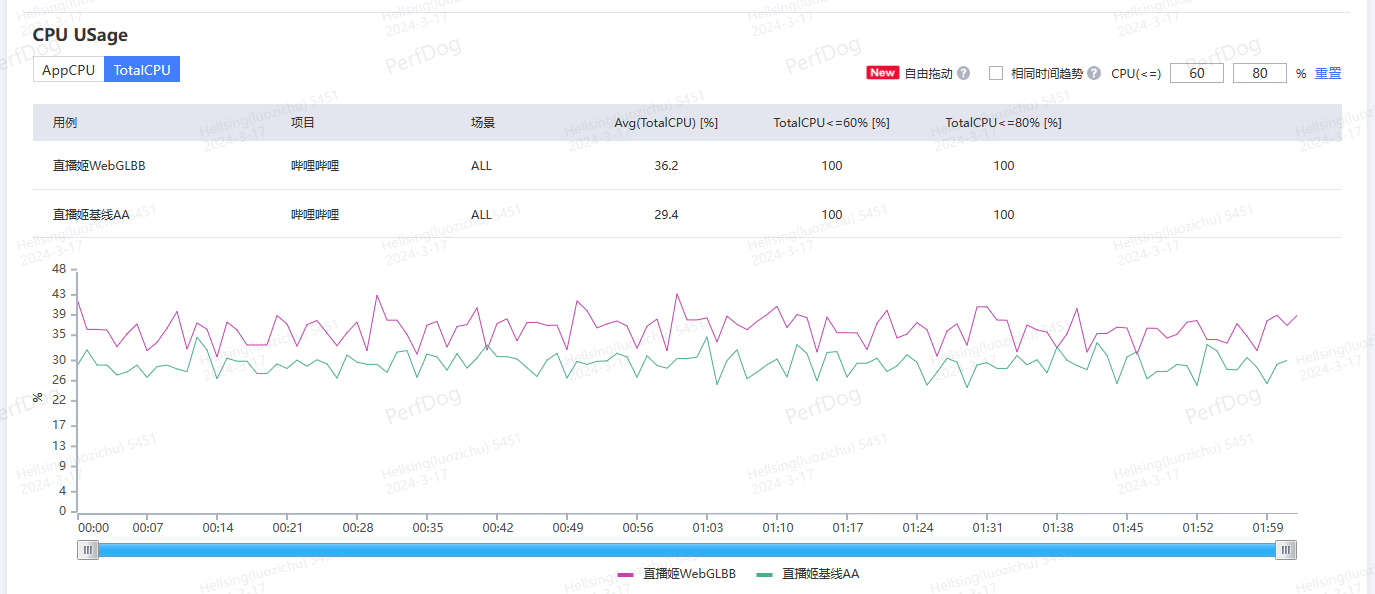 CPU USage
AppCPU TotalCPU
New 自由拖动 ? 相同时间趋势 ? CPU(<=) 60 80 % 重置
用例 项目 场景 Avg(TotalCPU) [%] TotalCPU<=60% [%] TotalCPU<=80% [%]
直播姬WebGLBB 哔哩哔哩 ALL 36.2 100 100
直播姬基线AA 哔哩哔哩 ALL 29.4 100 100
48
43
39
35
30
26
%
22
17
13
9
4
0
00:00 00:07 00:14 00:21 00:28 00:35 00:42 00:49 00:56 01:03 01:10 01:17 01:24 01:31 01:38 01:45 01:52 01:59
直播姬WebGLBB 直播姬基线AA
Hellsing(luozichu) 5451
2024-3-17
PerfDog